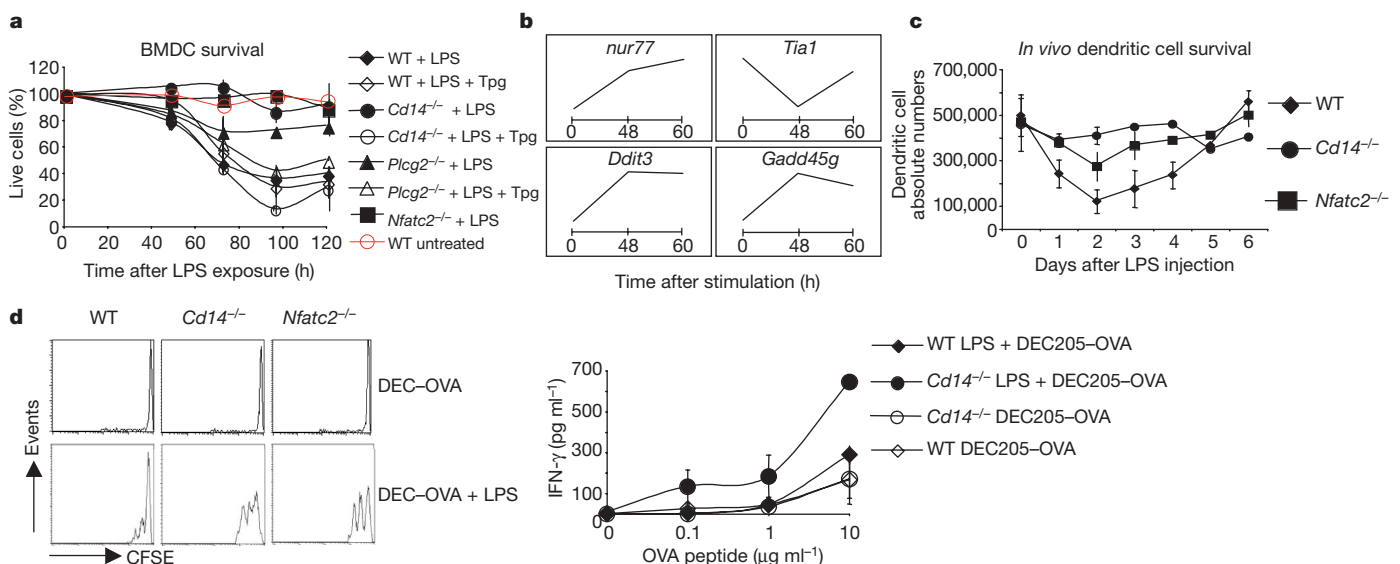 a
BMDC survival
Live cells (%)
120
100
80
60
40
20
0
0 20 40 60 80 100 120
Time after LPS exposure (h)
WT + LPS
WT + LPS + Tpg
Cd14−/− + LPS
Cd14−/− + LPS + Tpg
Plcg2−/− + LPS
Plcg2−/− + LPS + Tpg
Nfatc2−/− + LPS
WT untreated
b
nur77
0 48 60
Tia1
0 48 60
Ddit3
0 48 60
Gadd45g
0 48 60
Time after stimulation (h)
c
In vivo dendritic cell survival
Dendritic cell
absolute numbers
700,000
500,000
300,000
100,000
0 1 2 3 4 5 6
Days after LPS injection
WT
Cd14−/−
Nfatc2−/−
d
WT Cd14−/− Nfatc2−/−
DEC–OVA
DEC–OVA + LPS
Events
CFSE
IFN-γ (pg ml−1)
700
500
300
100
0
0 0.1 1 10
OVA peptide (μg ml−1)
WT LPS + DEC205–OVA
Cd14−/− LPS + DEC205–OVA
Cd14−/− DEC205–OVA
WT DEC205–OVA